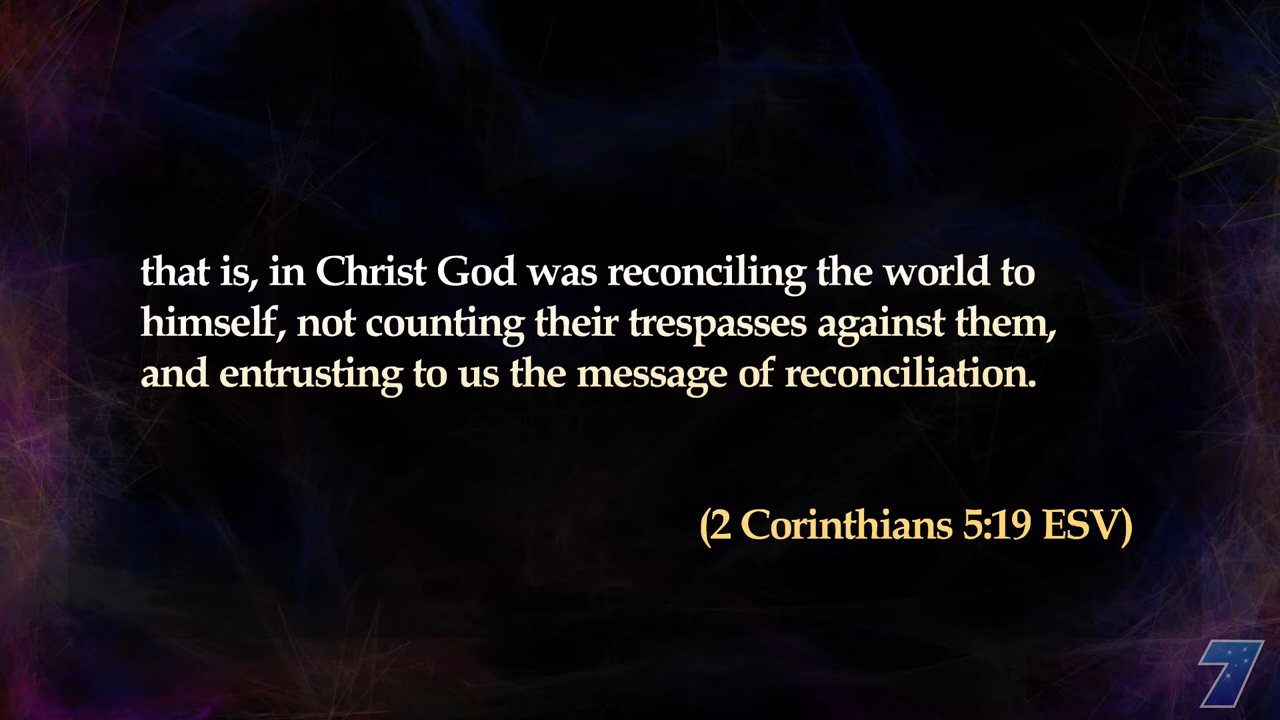 that is, in Christ God was reconciling the world to
himself, not counting their trespasses against them,
and entrusting to us the message of reconciliation.
(2 Corinthians 5:19 ESV)
7